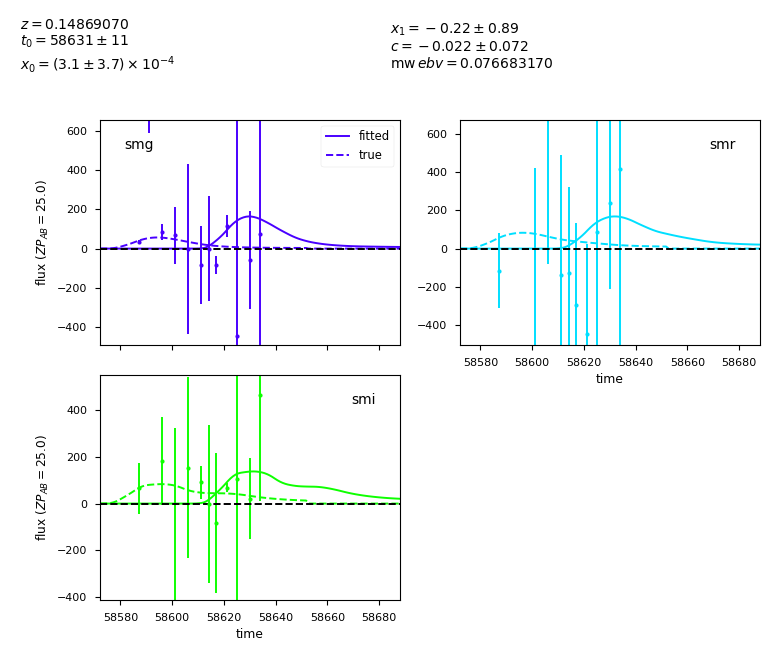 z = 0.14869070
t₀ = 58631 ± 11
x₀ = (3.1 ± 3.7) × 10⁻⁴
x₁ = −0.22 ± 0.89
c = −0.022 ± 0.072
mw ebv = 0.076683170
smg
fitted
true
600
400
200
0
−200
−400
flux (ZP_AB = 25.0)
smr
600
400
200
0
−200
−400
58580 58600 58620 58640 58660 58680
time
smi
400
200
0
−200
−400
flux (ZP_AB = 25.0)
58580 58600 58620 58640 58660 58680
time